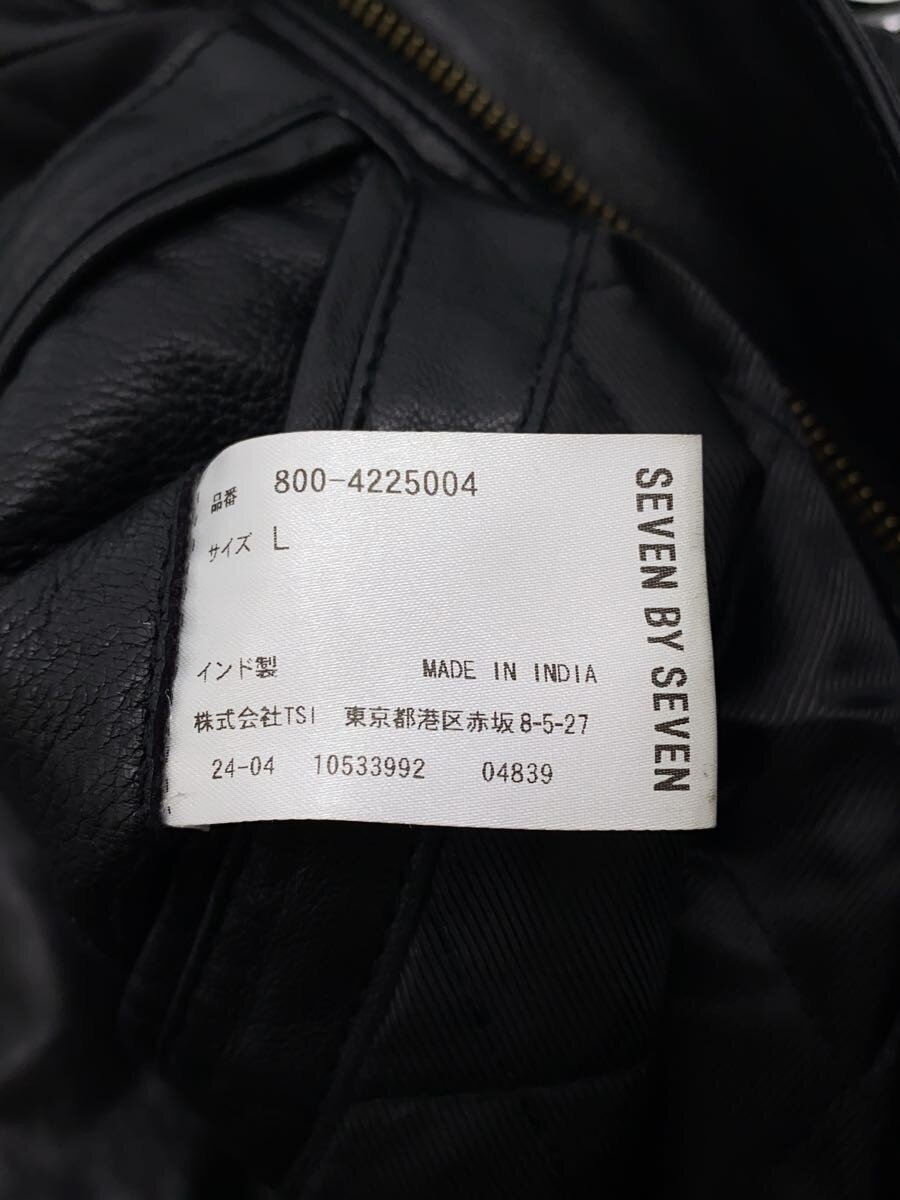 品番 800-4225004
サイズ L
インド製 MADE IN INDIA
株式会社TSI 東京都港区赤坂8-5-27
24-04 10533992 04839
SEVEN BY SEVEN